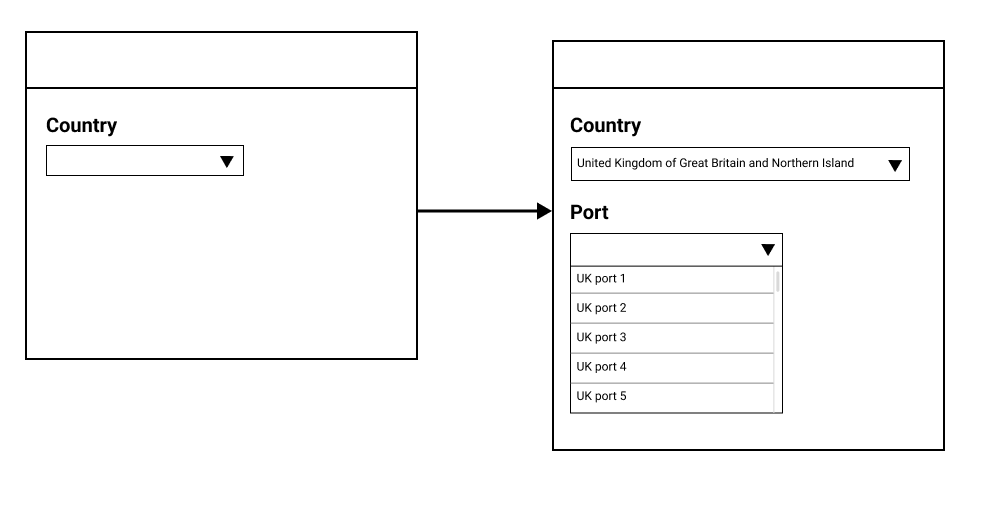 Country
Country
United Kingdom of Great Britain and Northern Island
Port
UK port 1
UK port 2
UK port 3
UK port 4
UK port 5